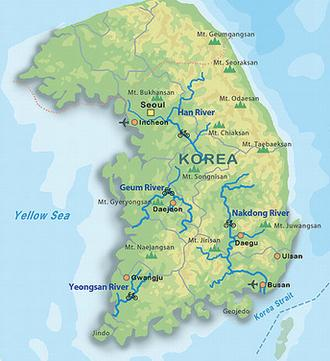 Mt. Geumgangsan
Mt. Seoraksan
Mt. Bukhansan
Mt. Odaesan
Seoul
Han River
Incheon
Mt. Chiaksan
Mt. Taebaeksan
KOREA
Mt. Songnisan
Geum River
Mt. Gyeryongsan
Daejeon
Nakdong River
Yellow Sea
Mt. Juwangsan
Daegu
Mt. Naejangsan
Mt. Jirisan
Ulsan
Gwangju
Yeongsan River
Busan
Korea Strait
Geojedo
Jindo